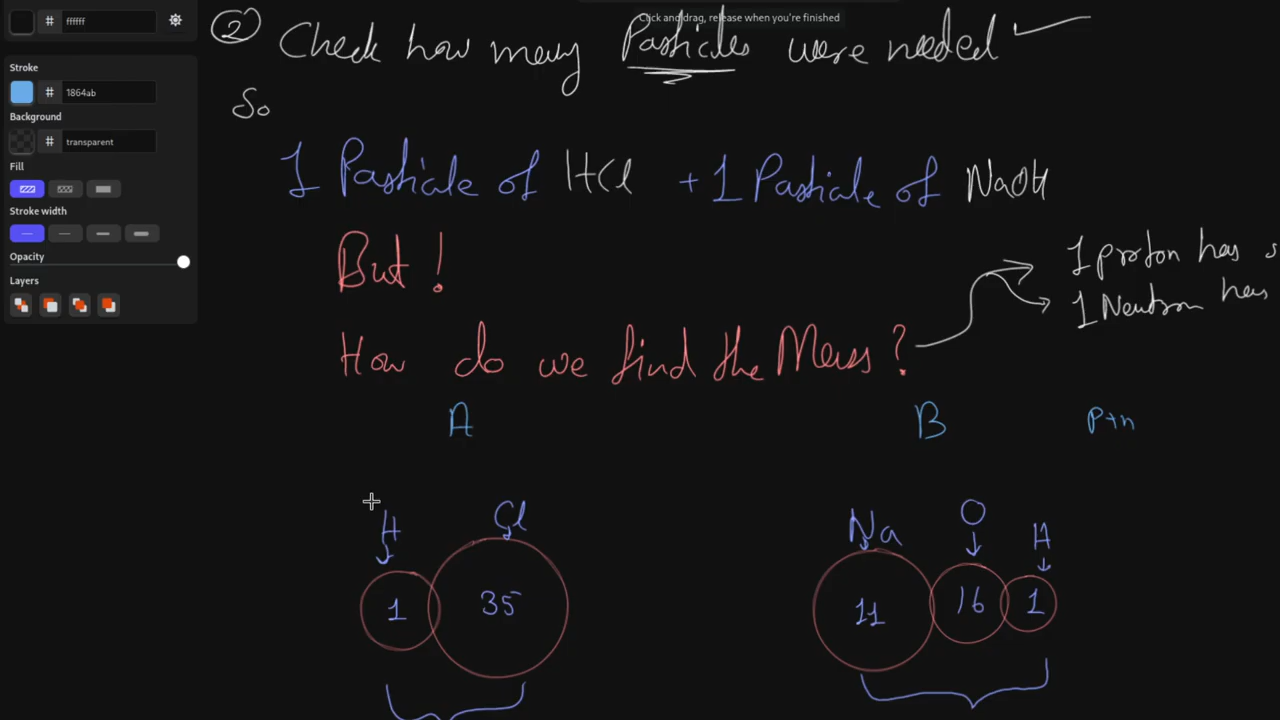 Click and drag, release when you're finished
# ffffff
Stroke
# 1864ab
Background
# transparent
Fill
Stroke width
Opacity
Layers
② Check how many Particles were needed
So
1 Particle of HCl + 1 Particle of NaOH
But !
1 proton has
How do we find the Mass ?
1 Neutron has
A B p+n
H Cl Na O H
1 35 11 16 1